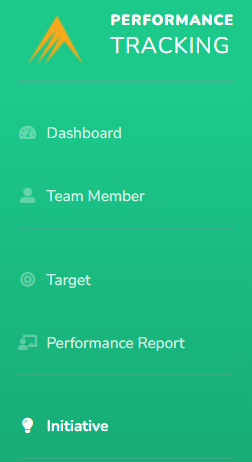 PERFORMANCE
TRACKING
Dashboard
Team Member
Target
Performance Report
Initiative